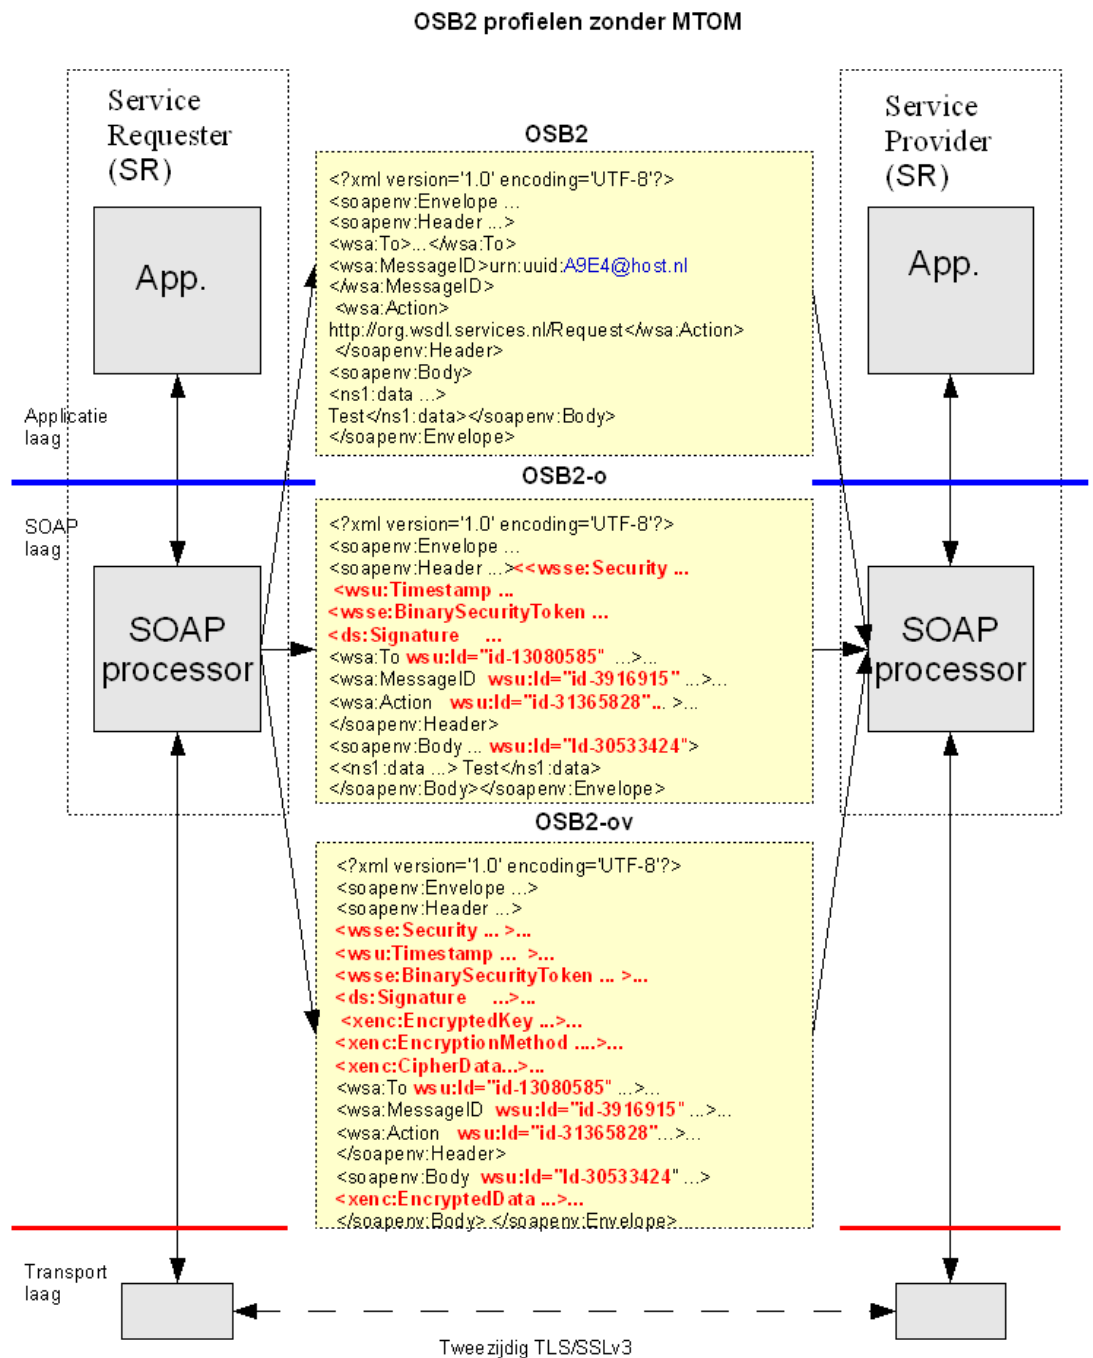 OSB2 profielen zonder MTOM
Service
Requester
(SR)
App.
Applicatie
laag
SOAP
laag
SOAP
processor
Transport
laag
OSB2
<?xml version='1.0' encoding='UTF-8'?>
<soapenv:Envelope ...
<soapenv:Header ...>
<wsa:To>...</wsa:To>
<wsa:MessageID>urn:uuid:A9E4@host.nl
</wsa:MessageID>
<wsa:Action>
http://org.wsdl.services.nl/Request</wsa:Action>
</soapenv:Header>
<soapenv:Body>
<ns1:data ...>
Test</ns1:data></soapenv:Body>
</soapenv:Envelope>
OSB2-o
<?xml version='1.0' encoding='UTF-8'?>
<soapenv:Envelope ...
<soapenv:Header ...><<wsse:Security ...
<wsu:Timestamp ...
<wsse:BinarySecurityToken ...
<ds:Signature ...
<wsa:To wsu:Id="id-13080585" ...>...
<wsa:MessageID wsu:Id="id-3916915" ...>...
<wsa:Action wsu:Id="id-31365828"... >...
</soapenv:Header>
<soapenv:Body ... wsu:Id="Id-30533424">
<<ns1:data ...> Test</ns1:data>
</soapenv:Body></soapenv:Envelope>
OSB2-ov
<?xml version='1.0' encoding='UTF-8'?>
<soapenv:Envelope ...>
<soapenv:Header ...>
<wsse:Security ... >...
<wsu:Timestamp ... >...
<wsse:BinarySecurityToken ... >...
<ds:Signature ...>...
<xenc:EncryptedKey ...>...
<xenc:EncryptionMethod ....>...
<xenc:CipherData...>...
<wsa:To wsu:Id="id-13080585" ...>...
<wsa:MessageID wsu:Id="id-3916915" ...>...
<wsa:Action wsu:Id="id-31365828"...>...
</soapenv:Header>
<soapenv:Body wsu:Id="Id-30533424" ...>
<xenc:EncryptedData ...>...
</soapenv:Body> </soapenv:Envelope>
Service
Provider
(SR)
App.
SOAP
processor
Tweezijdig TLS/SSLv3